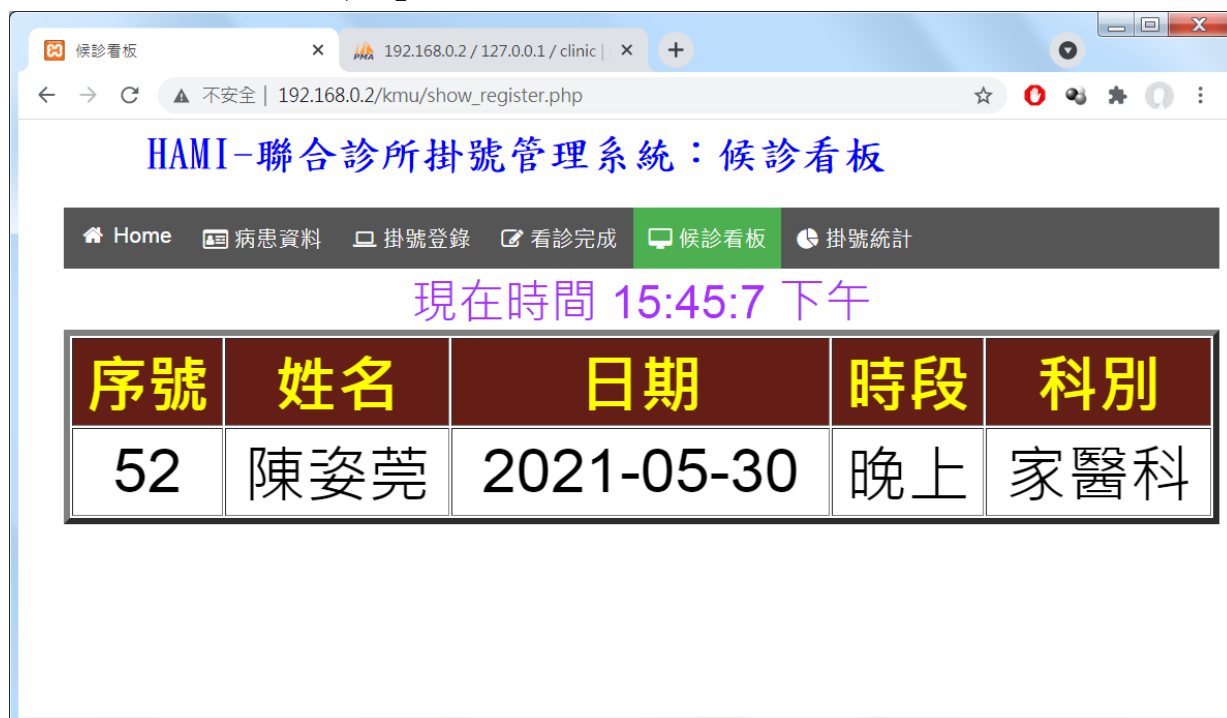 候診看板
192.168.0.2 / 127.0.0.1 / clinic |
不安全 | 192.168.0.2/kmu/show_register.php
HAMI-聯合診所掛號管理系統：候診看板
Home 病患資料 掛號登錄 看診完成 候診看板 掛號統計
現在時間 15:45:7 下午
序號 姓名 日期 時段 科別
52 陳姿莞 2021-05-30 晚上 家醫科